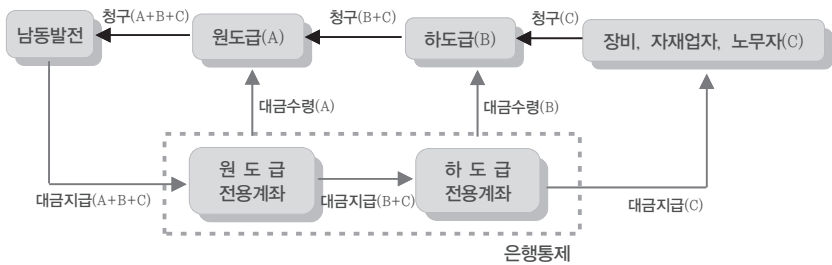 청구(A+B+C)
청구(B+C)
청구(C)
남동발전
원도급(A)
하도급(B)
장비, 자재업자, 노무자(C)
대금수령(A)
대금수령(B)
원 도 급
전용계좌
하 도 급
전용계좌
대금지급(A+B+C)
대금지급(B+C)
대금지급(C)
은행통제